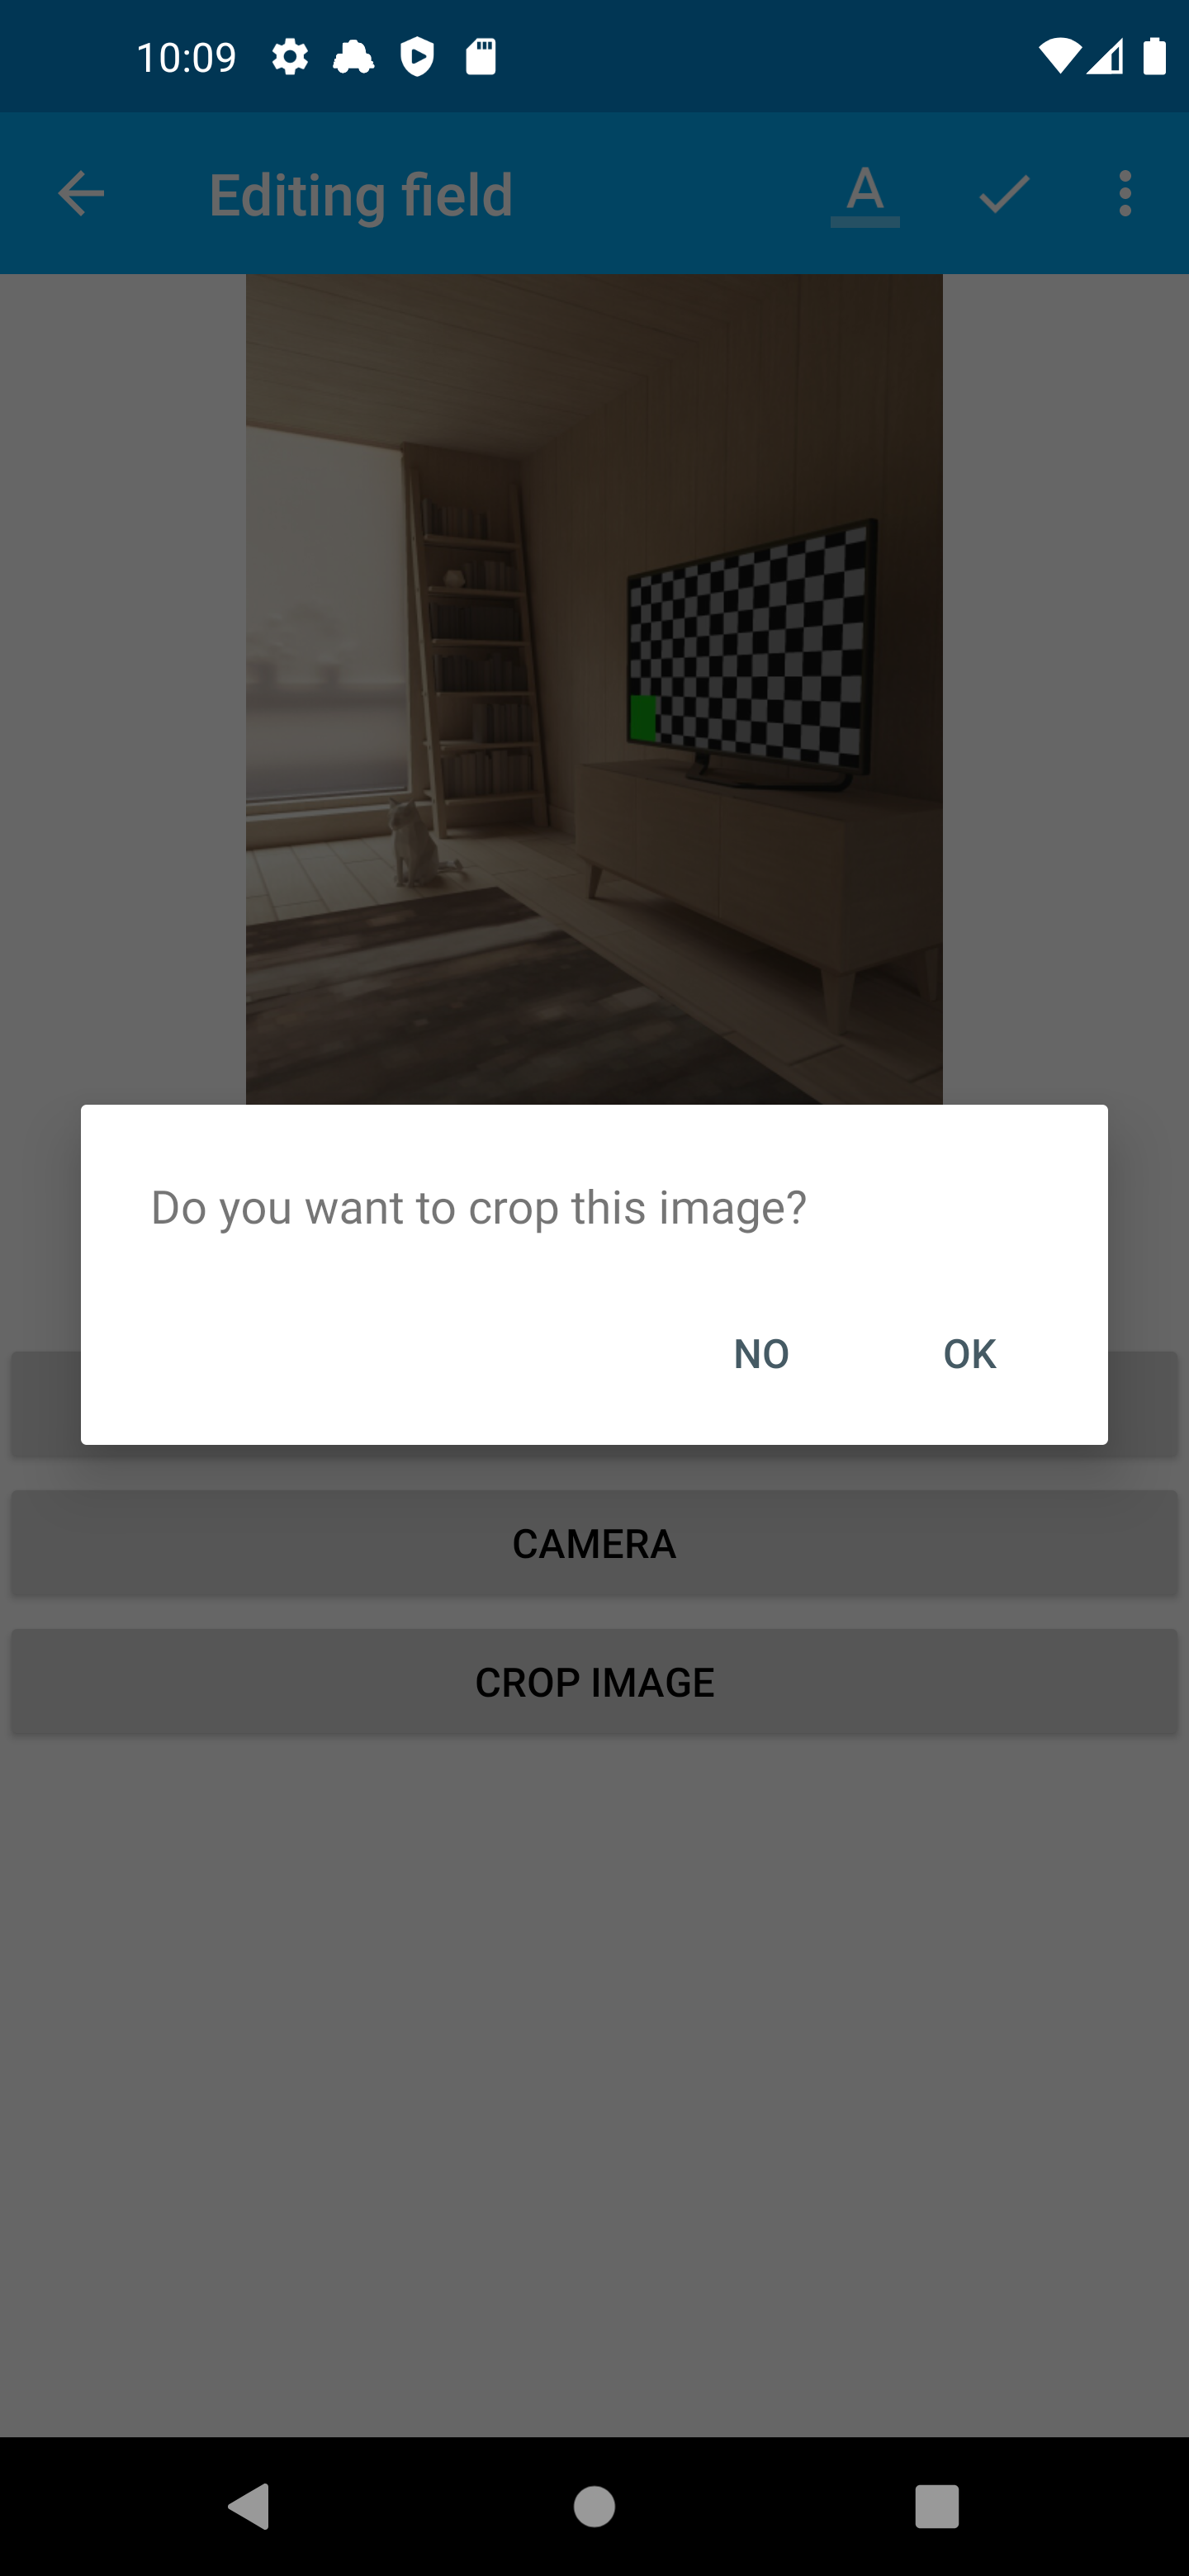 10:09
Editing field
A
Do you want to crop this image?
NO OK
CAMERA
CROP IMAGE